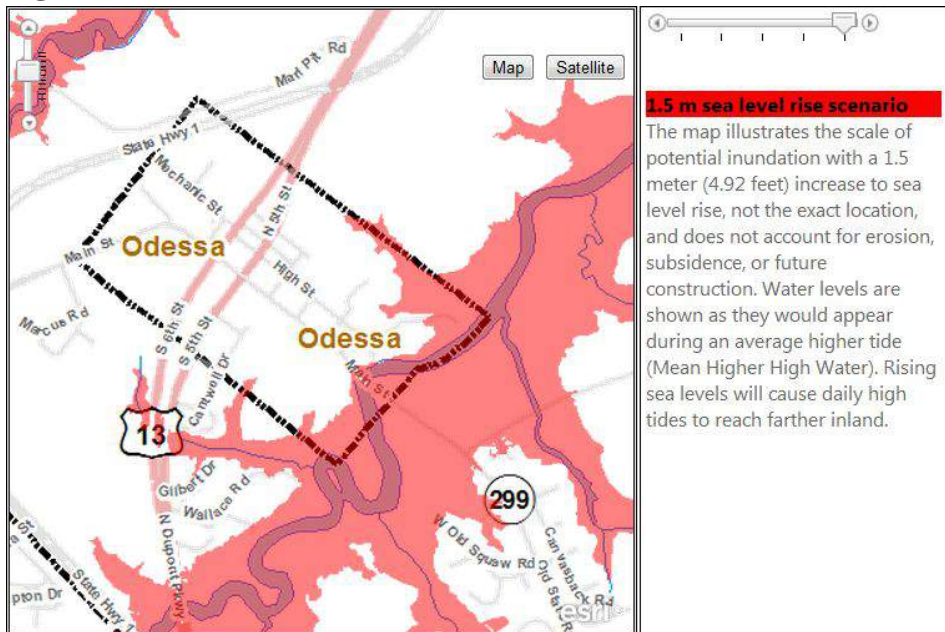 Marl Pit Rd
Map
Satellite
State Hwy 1
Mechanic St
N 5th St
Main St
Odessa
High St
Marcus Rd
S 6th St
S 5th St
Odessa
Main St
Cantwell Dr
13
Gilbert Dr
Wallace Rd
299
N Dupont Pkwy
W Old Squaw Rd
Canvasback Rd
Old State R
State Hwy 1
pton Dr
esri
1.5 m sea level rise scenario
The map illustrates the scale of
potential inundation with a 1.5
meter (4.92 feet) increase to sea
level rise, not the exact location,
and does not account for erosion,
subsidence, or future
construction. Water levels are
shown as they would appear
during an average higher tide
(Mean Higher High Water). Rising
sea levels will cause daily high
tides to reach farther inland.